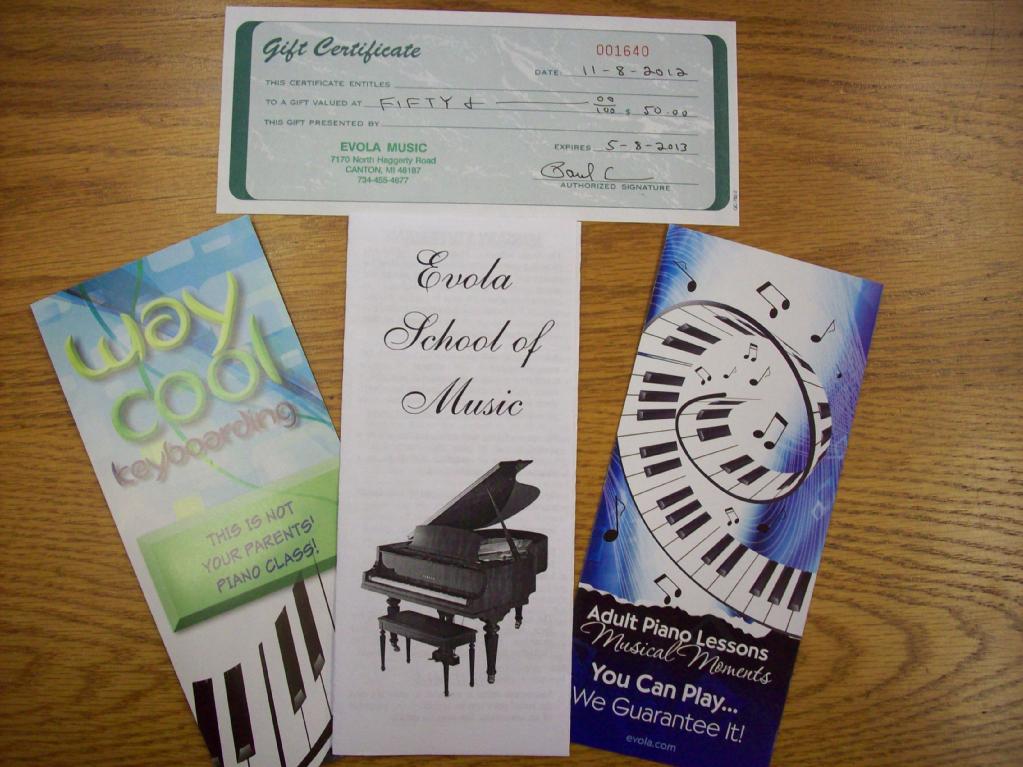 Gift Certificate
001640
DATE: 11-8-2012
THIS CERTIFICATE ENTITLES
TO A GIFT VALUED AT FIFTY & 00/100 $ 50.00
THIS GIFT PRESENTED BY
EVOLA MUSIC
7170 North Haggerty Road
CANTON, MI 48187
734-455-4677
EXPIRES 5-8-2013
AUTHORIZED SIGNATURE
way
cool
keyboarding
THIS IS NOT
YOUR PARENTS'
PIANO CLASS!
Evola
School of
Music
Adult Piano Lessons
Musical Moments
You Can Play...
We Guarantee It!
evola.com